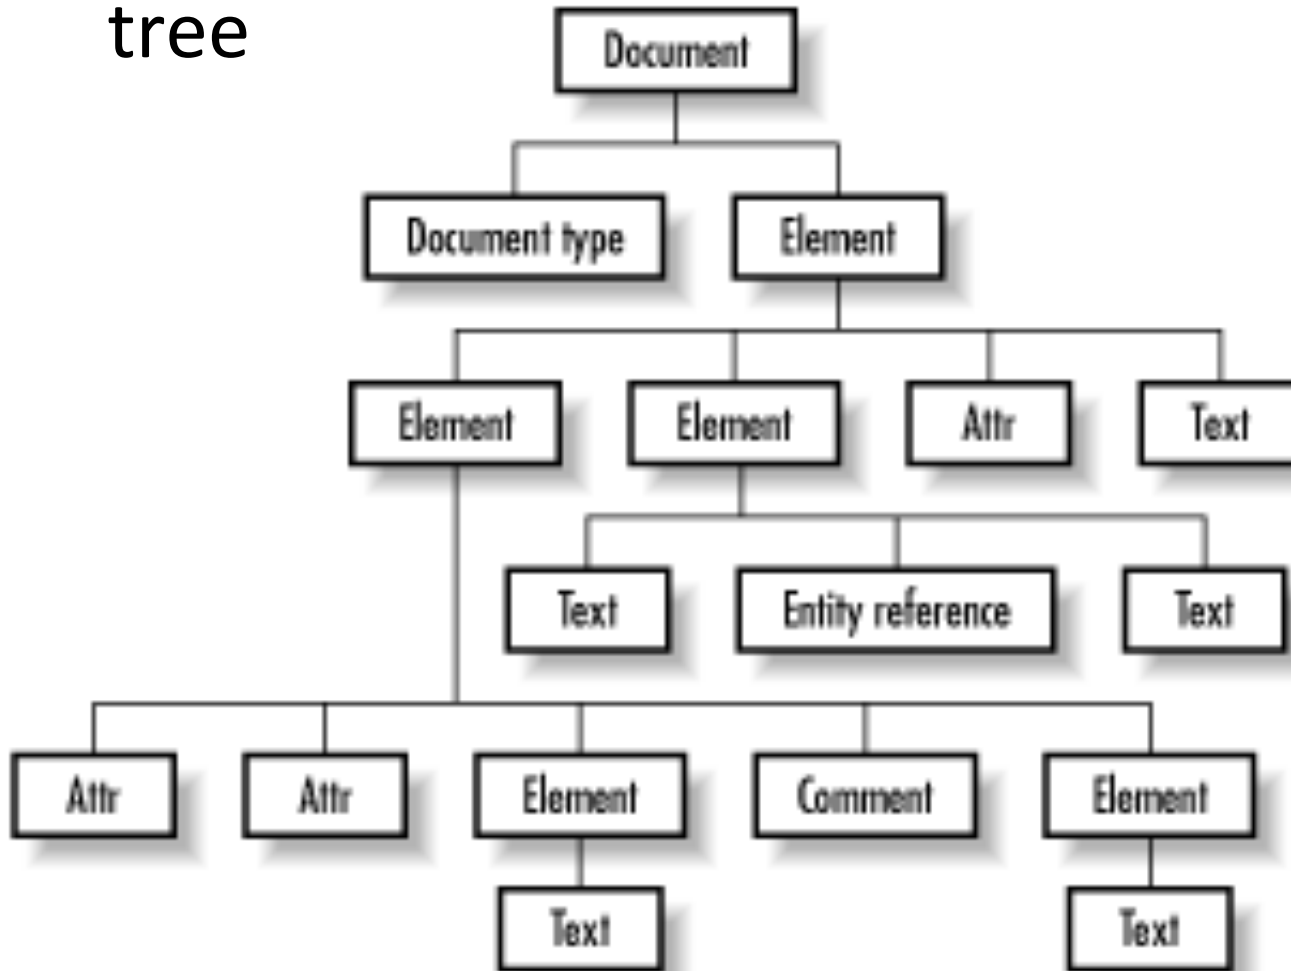 tree
Document
Document type
Element
Element
Element
Attr
Text
Text
Entity reference
Text
Attr
Attr
Element
Comment
Element
Text
Text